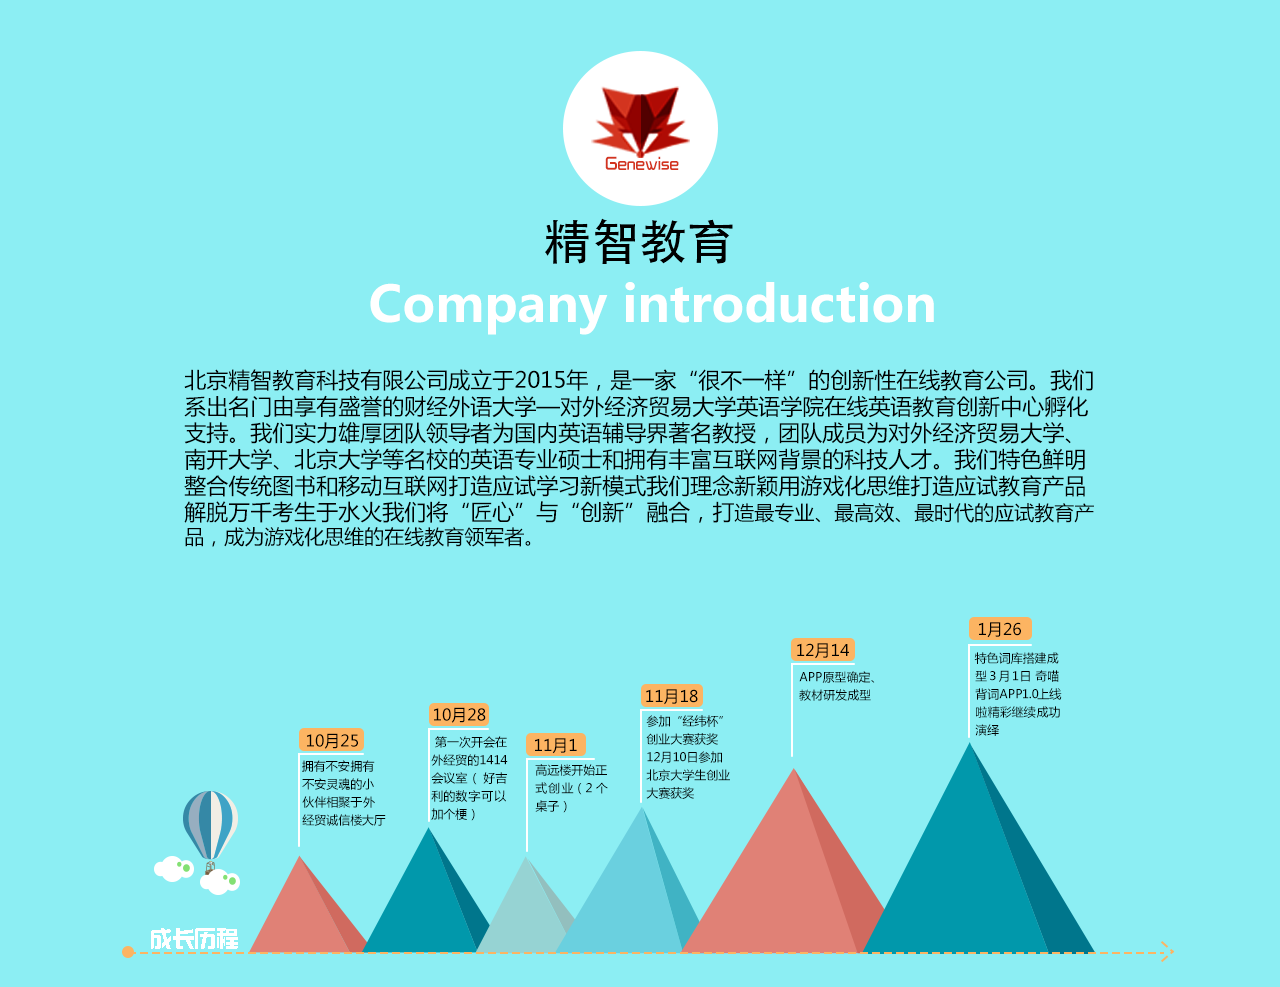 Genewise
精智教育
Company introduction
北京精智教育科技有限公司成立于2015年，是一家“很不一样”的创新性在线教育公司。我们
系出名门由享有盛誉的财经外语大学—对外经济贸易大学英语学院在线英语教育创新中心孵化
支持。我们实力雄厚团队领导者为国内英语辅导界著名教授，团队成员为对外经济贸易大学、
南开大学、北京大学等名校的英语专业硕士和拥有丰富互联网背景的科技人才。我们特色鲜明
整合传统图书和移动互联网打造应试学习新模式我们理念新颖用游戏化思维打造应试教育产品
解脱万千考生于水火我们将“匠心”与“创新”融合，打造最专业、最高效、最时代的应试教育产
品，成为游戏化思维的在线教育领军者。
10月25
拥有不安拥有
不安灵魂的小
伙伴相聚于外
经贸诚信楼大厅
10月28
第一次开会在
外经贸的1414
会议室（ 好吉
利的数字可以
加个梗 ）
11月1
高远楼开始正
式创业（ 2 个
桌子 ）
11月18
参加“经纬杯”
创业大赛获奖
12月10日参加
北京大学生创业
大赛获奖
12月14
APP原型确定、
教材研发成型
1月26
特色词库搭建成
型 3 月 1日 奇喵
背词APP1.0上线
啦精彩继续成功
演绎
成长历程